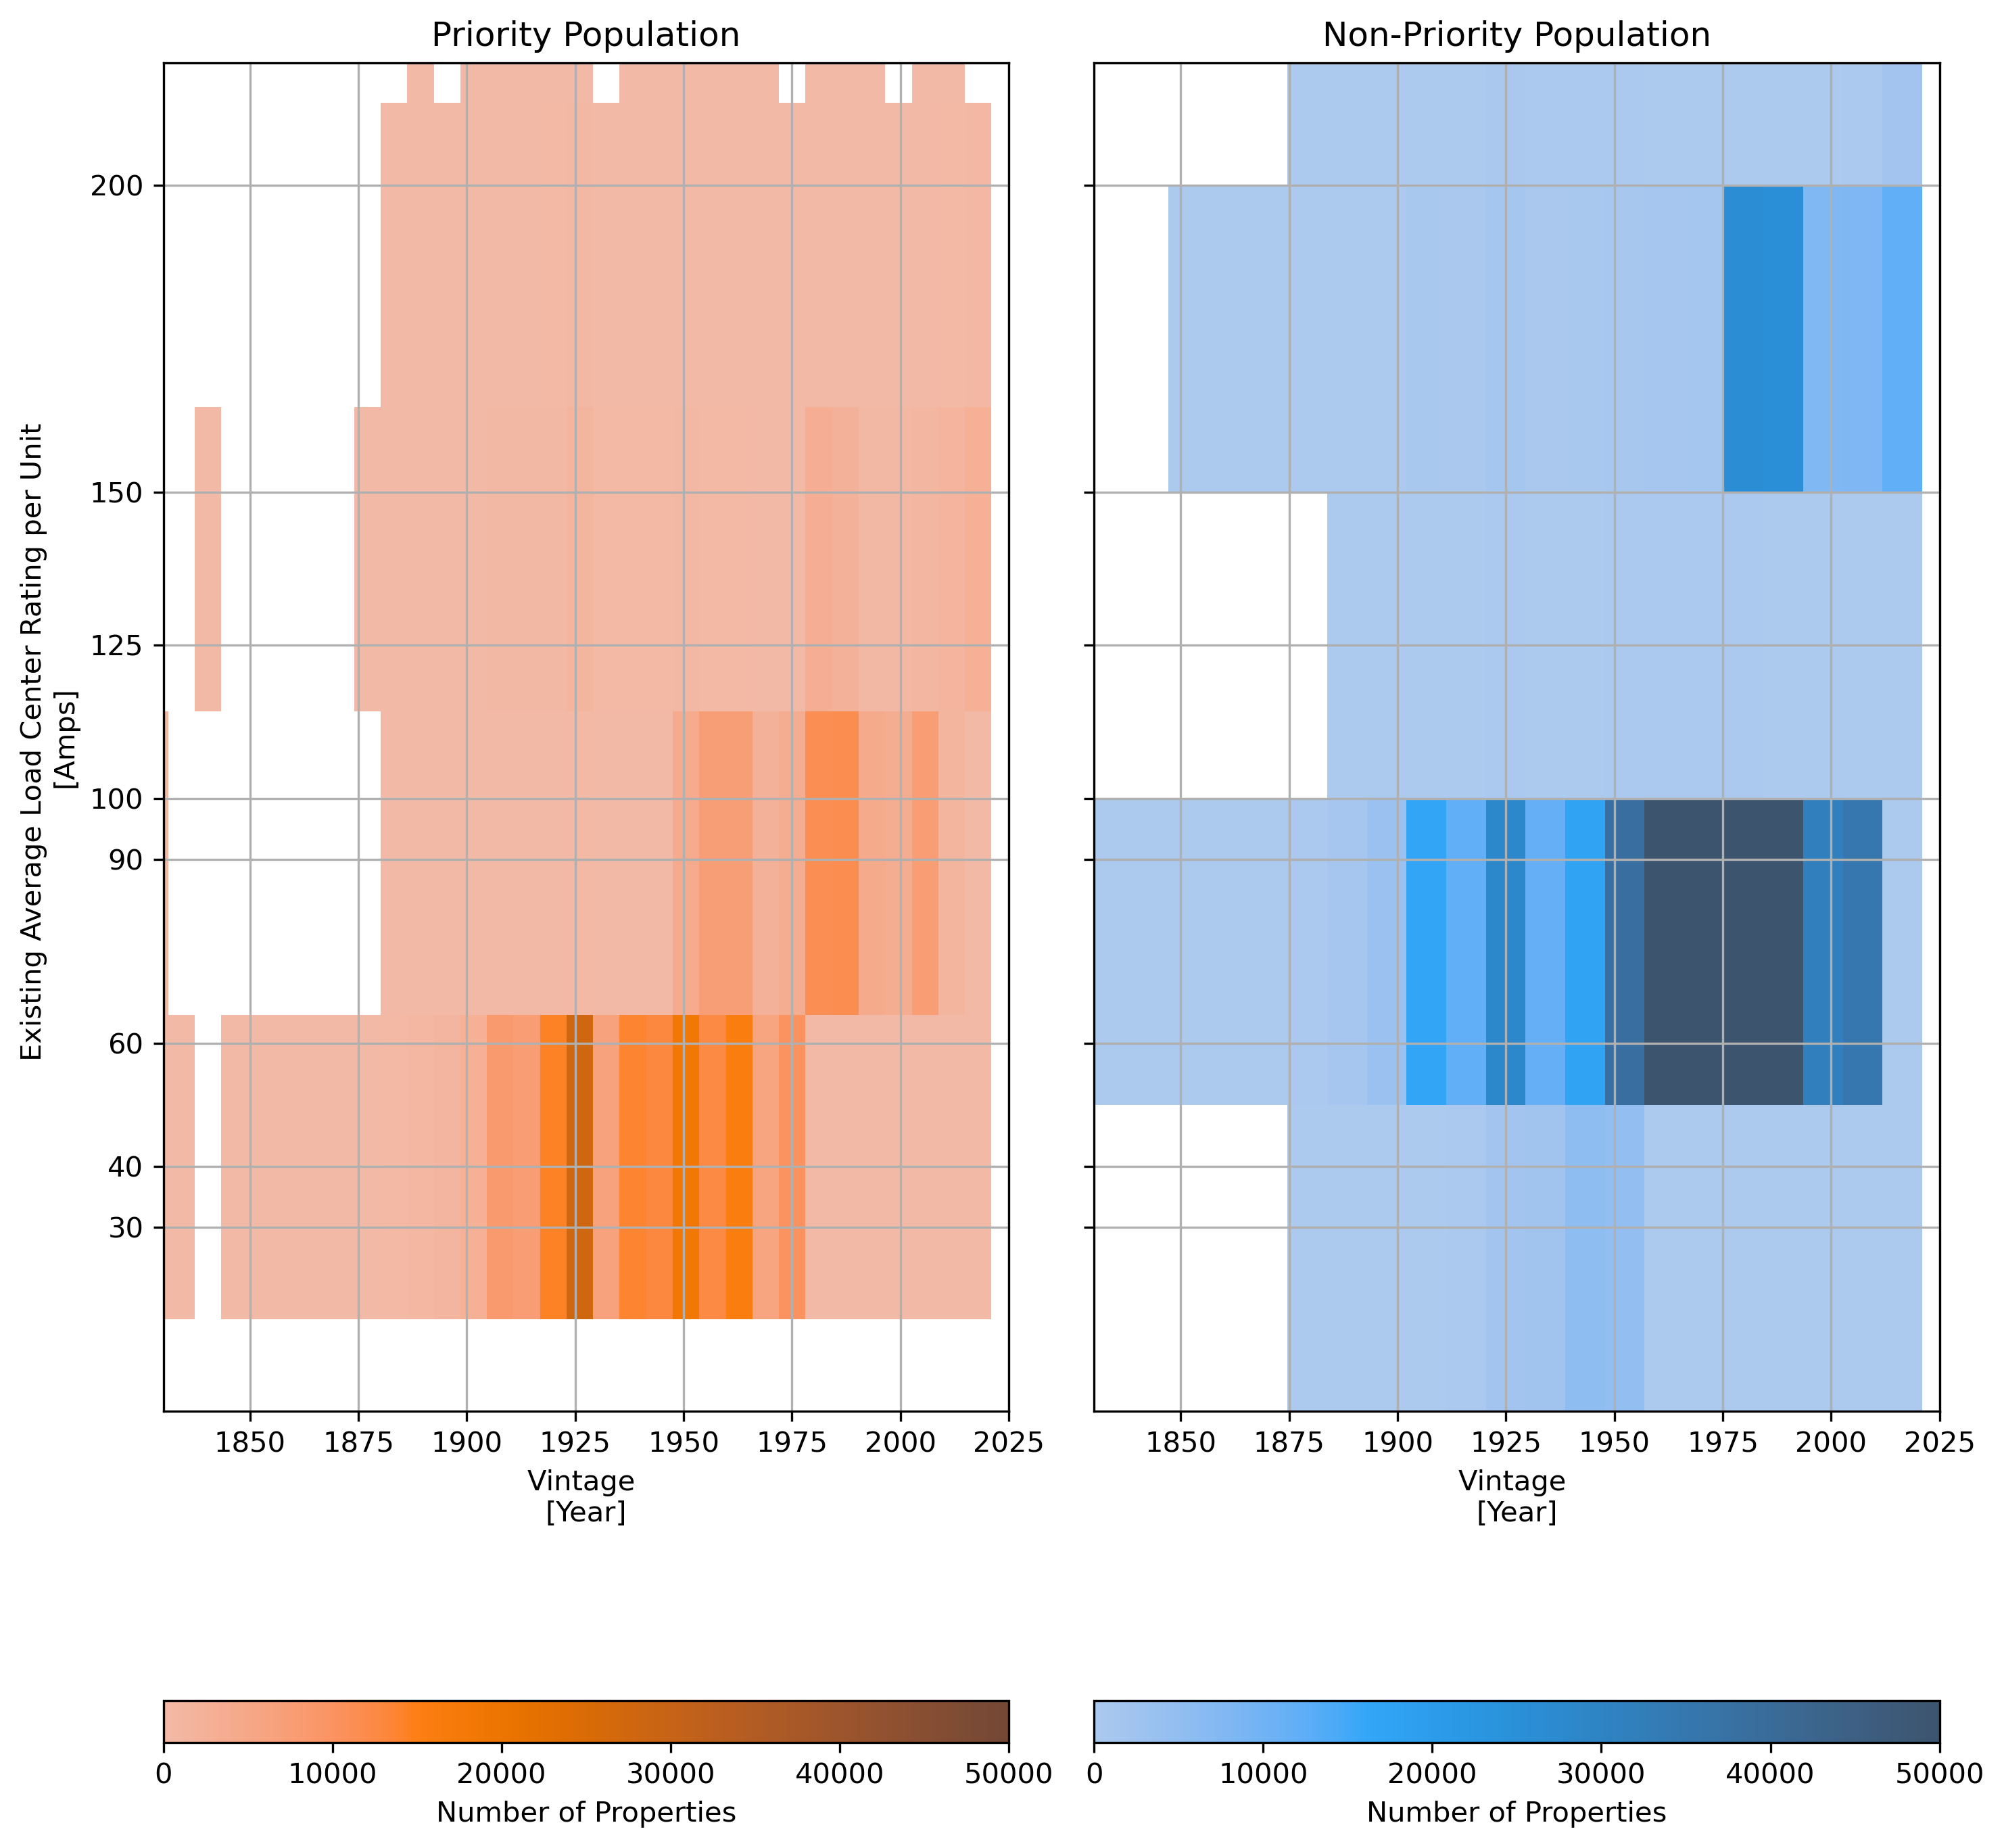 Priority Population
Non-Priority Population
Existing Average Load Center Rating per Unit
[Amps]
200
150
125
100
90
60
40
30
1850 1875 1900 1925 1950 1975 2000 2025
Vintage
[Year]
1850 1875 1900 1925 1950 1975 2000 2025
Vintage
[Year]
0 10000 20000 30000 40000 50000
Number of Properties
0 10000 20000 30000 40000 50000
Number of Properties